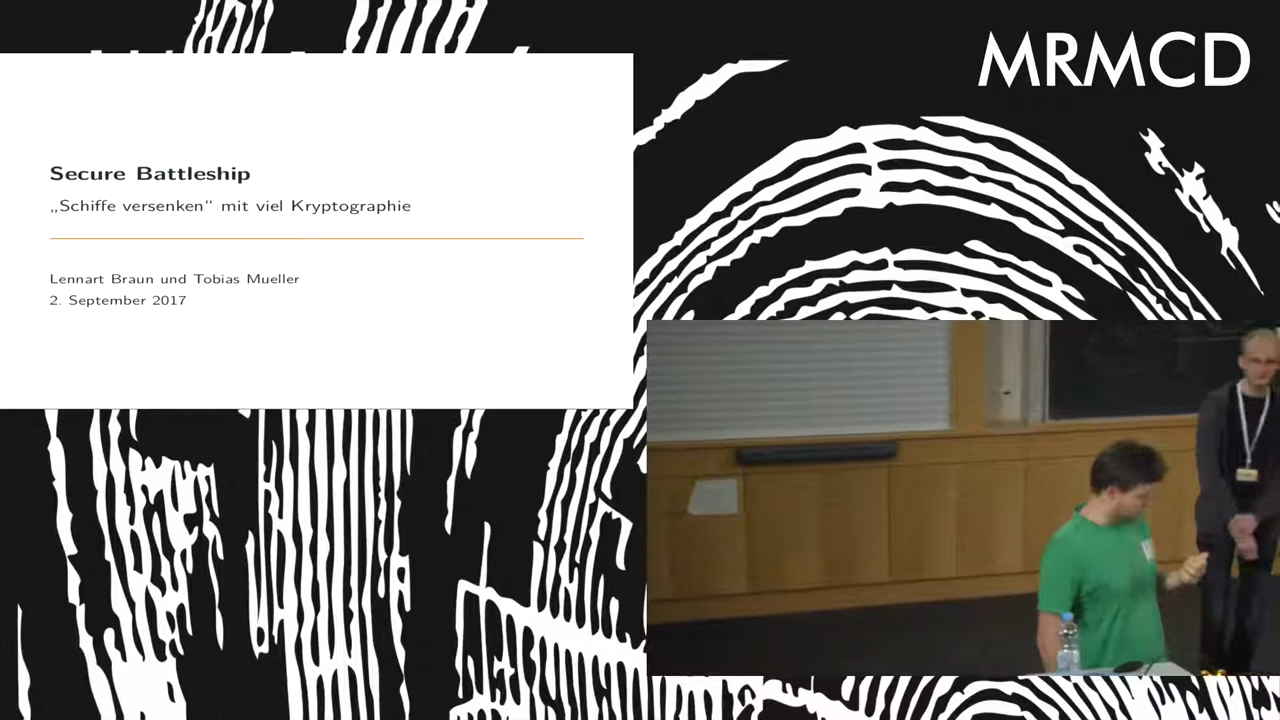 MRMCD
Secure Battleship
„Schiffe versenken“ mit viel Kryptographie
Lennart Braun und Tobias Mueller
2. September 2017